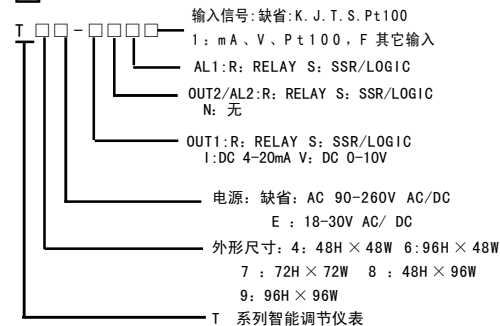 输入信号:缺省:K.J.T.S.Pt100
T □□-□□□□
1：mA、V、Pt100，F 其它输入
AL1:R：RELAY S：SSR/LOGIC
OUT2/AL2:R：RELAY S：SSR/LOGIC
N：无
OUT1:R：RELAY S：SSR/LOGIC
I:DC 4-20mA V：DC 0-10V
电源：缺省：AC 90-260V AC/DC
E ：18-30V AC/ DC
外形尺寸：4：48H×48W 6:96H×48W
7 ：72H×72W 8 ：48H×96W
9：96H×96W
T 系列智能调节仪表